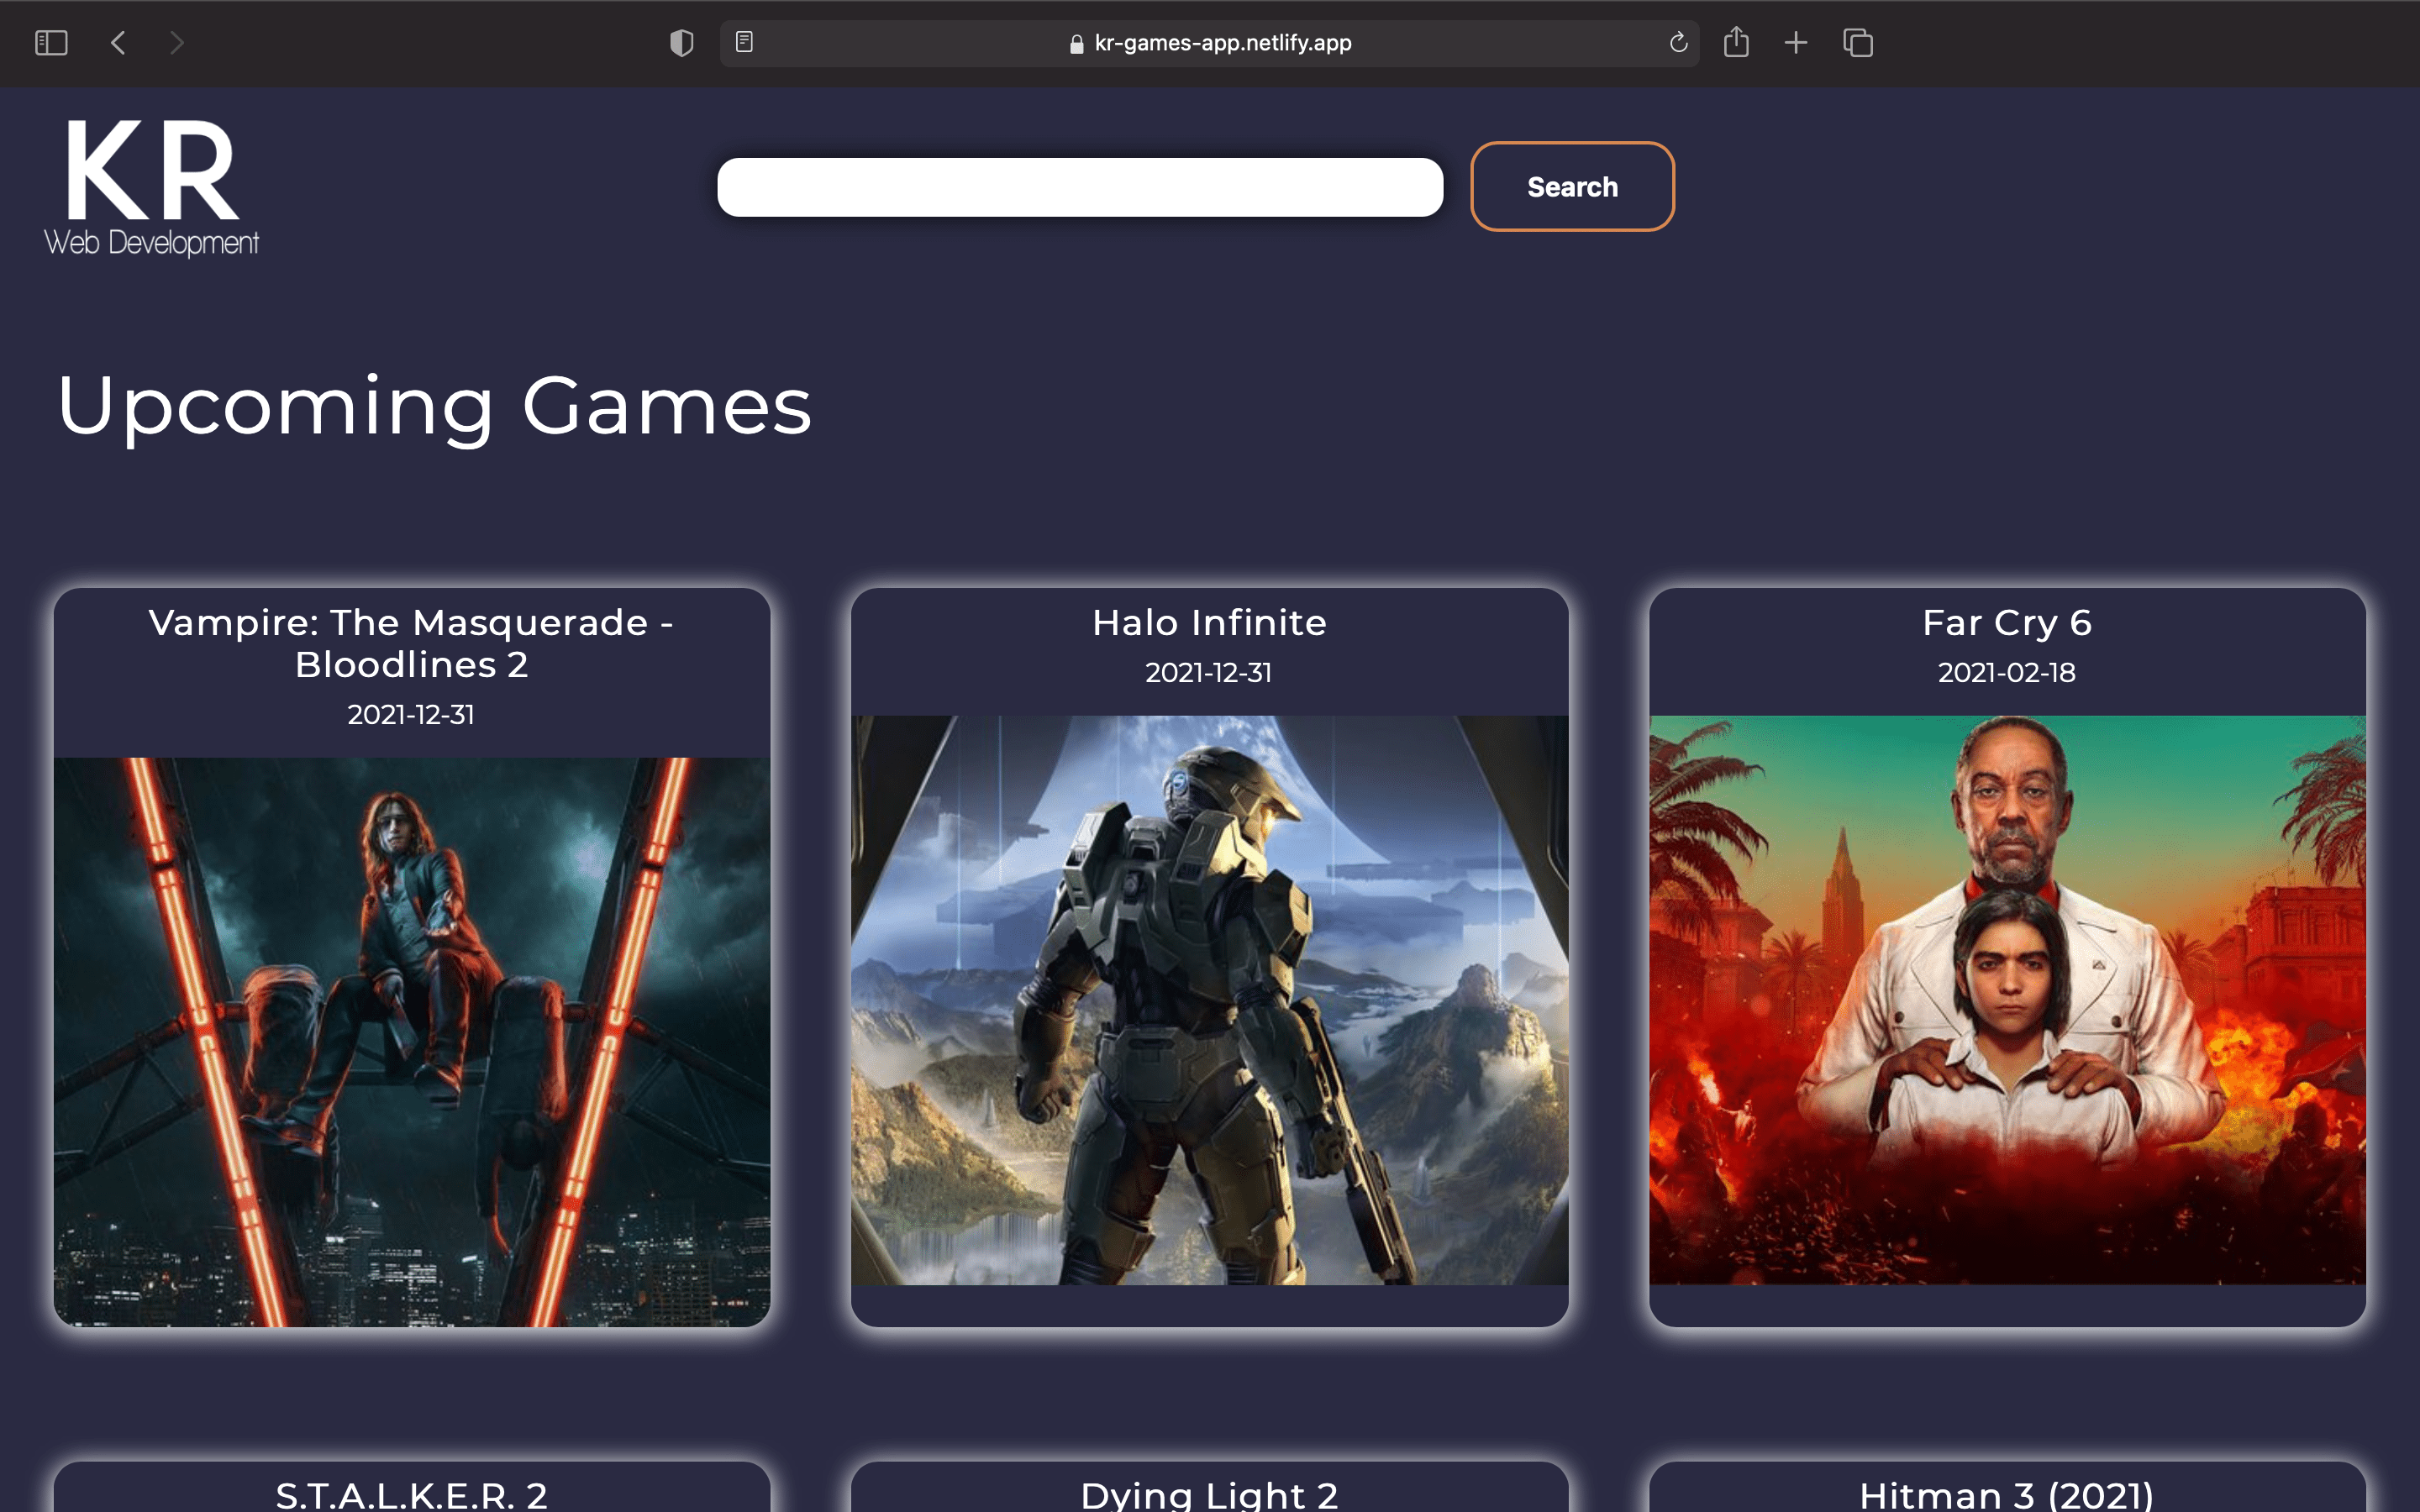 kr-games-app.netlify.app
KR
Web Development
Search
Upcoming Games
Vampire: The Masquerade -
Bloodlines 2
2021-12-31
Halo Infinite
2021-12-31
Far Cry 6
2021-02-18
S.T.A.L.K.E.R. 2
Dying Light 2
Hitman 3 (2021)